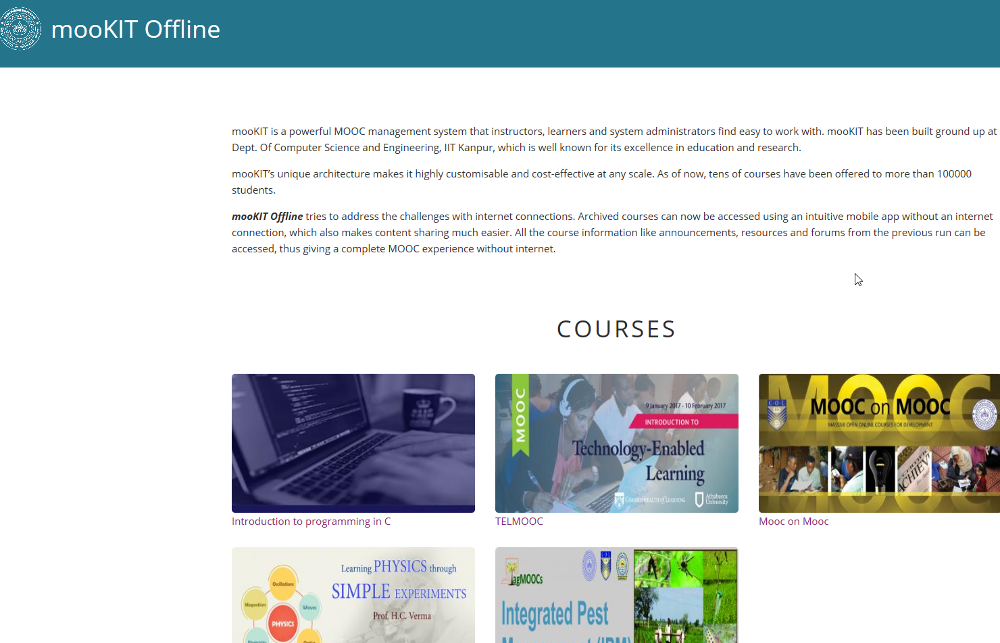 mooKIT Offline
mooKIT is a powerful MOOC management system that instructors, learners and system administrators find easy to work with. mooKIT has been built ground up at
Dept. Of Computer Science and Engineering, IIT Kanpur, which is well known for its excellence in education and research.
mooKIT’s unique architecture makes it highly customisable and cost-effective at any scale. As of now, tens of courses have been offered to more than 100000
students.
mooKIT Offline tries to address the challenges with internet connections. Archived courses can now be accessed using an intuitive mobile app without an internet
connection, which also makes content sharing much easier. All the course information like announcements, resources and forums from the previous run can be
accessed, thus giving a complete MOOC experience without internet.
COURSES
MOOC
9 January 2017 - 10 February 2017
INTRODUCTION TO
Technology-Enabled
Learning
COMMONWEALTH of LEARNING
Athabasca
University
MOOC
C·O·L
MOOC on MOOC
MASSIVE OPEN ONLINE COURSES FOR DEVELOPMENT
ACHIEV
Introduction to programming in C
TELMOOC
Mooc on Mooc
Learning PHYSICS through
SIMPLE EXPERIMENTS
Prof. H.C. Verma
Oscillations
Magnetism
Waves
PHYSICS
Electricity
Optics
agMOOCs
Integrated Pest
Management (IPM)